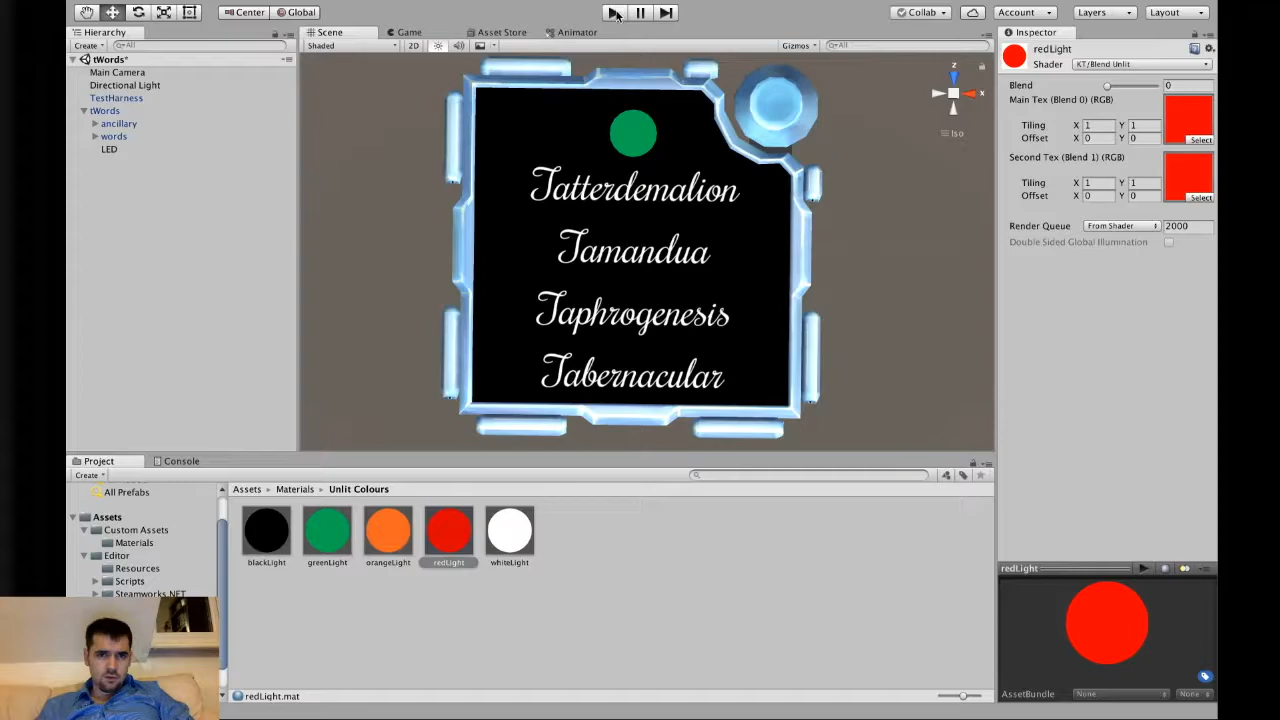 Center
Global
Collab
Account
Layers
Layout
Hierarchy
Scene
Game
Asset Store
Animator
Inspector
Create
All
Shaded
2D
Gizmos
All
tWords*
Main Camera
Directional Light
TestHarness
tWords
ancillary
words
LED
z
x
Iso
Tatterdemalion
Tamandua
Taphrogenesis
Tabernacular
redLight
Shader
KT/Blend Unlit
Blend
0
Main Tex (Blend 0) (RGB)
Tiling X 1 Y 1
Offset X 0 Y 0
Select
Second Tex (Blend 1) (RGB)
Tiling X 1 Y 1
Offset X 0 Y 0
Select
Render Queue From Shader 2000
Double Sided Global Illumination
Project
Console
Create
All Prefabs
Assets
Custom Assets
Materials
Editor
Resources
Scripts
Steamworks.NET
Assets
Materials
Unlit Colours
blackLight
greenLight
orangeLight
redLight
whiteLight
redLight.mat
redLight
AssetBundle None None